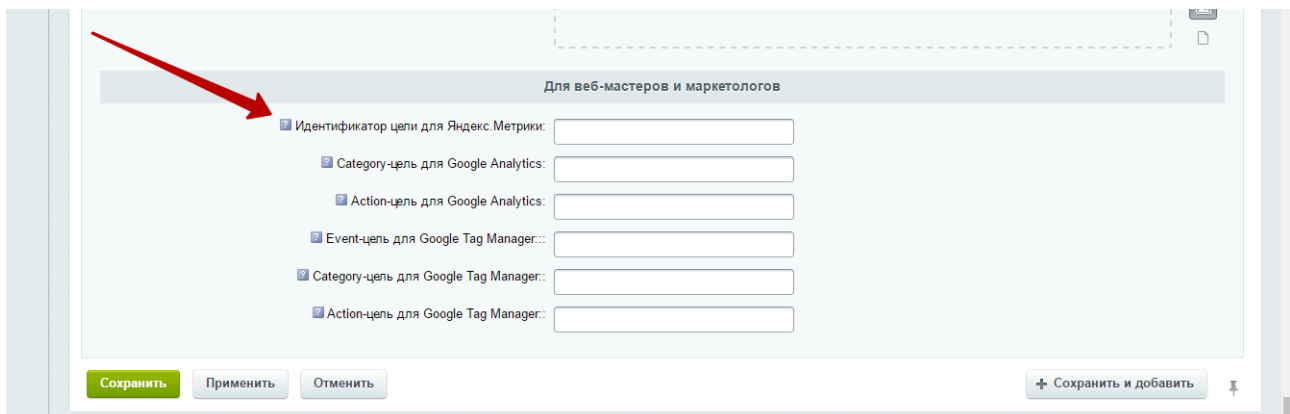 Для веб-мастеров и маркетологов
? Идентификатор цели для Яндекс.Метрики:
? Category-цель для Google Analytics:
? Action-цель для Google Analytics:
? Event-цель для Google Tag Manager:::
? Category-цель для Google Tag Manager::
? Action-цель для Google Tag Manager::
Сохранить Применить Отменить + Сохранить и добавить